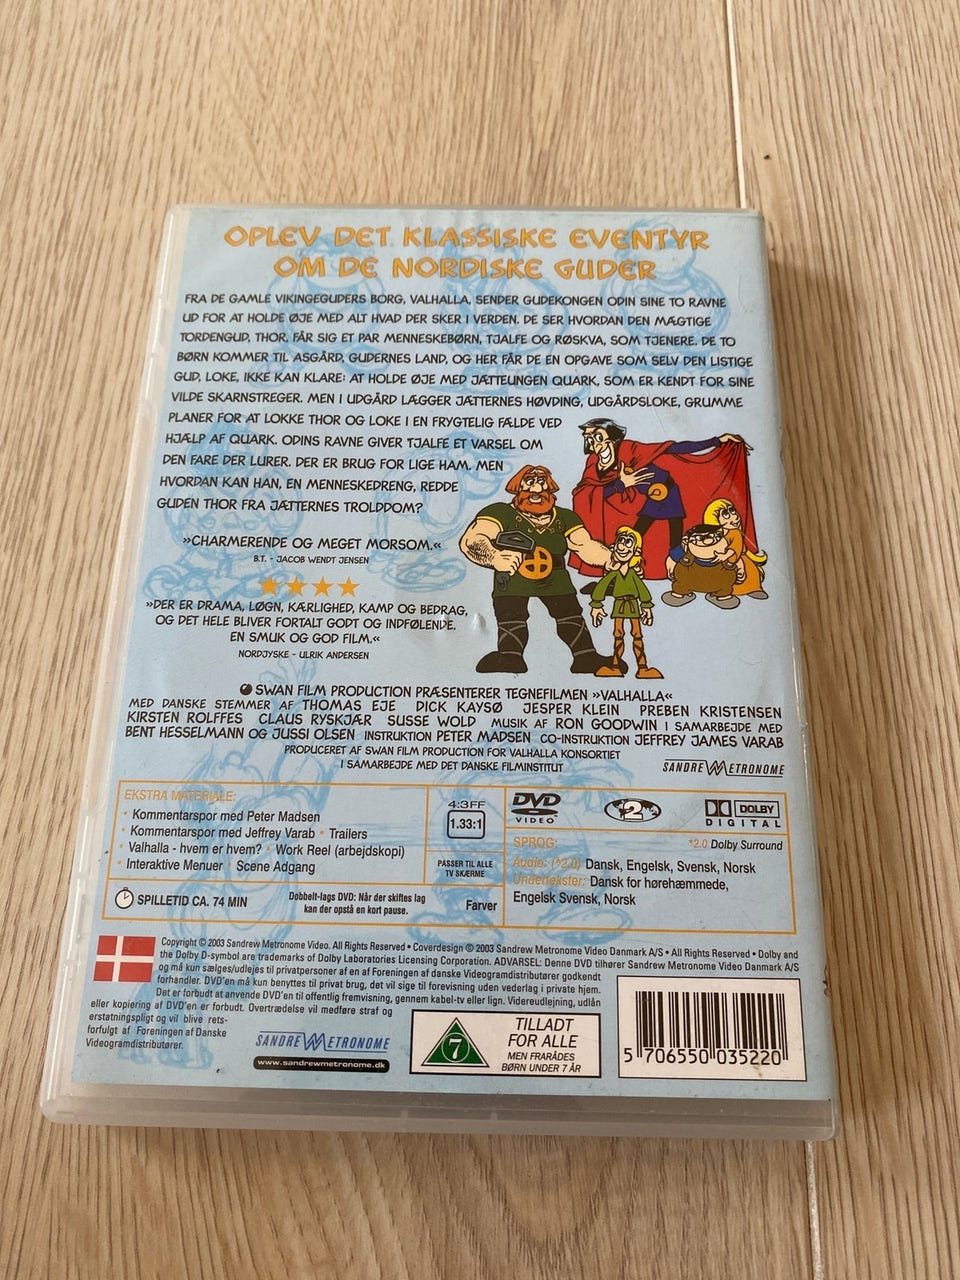 OPLEV DET KLASSISKE EVENTYR
OM DE NORDISKE GUDER
FRA DE GAMLE VIKINGEGUDERS BORG, VALHALLA, SENDER GUDEKONGEN ODIN SINE TO RAVNE
UD FOR AT HOLDE ØJE MED ALT HVAD DER SKER I VERDEN. DE SER HVORDAN DEN MÆGTIGE
TORDENGUD, THOR, FÅR SIG ET PAR MENNESKEBØRN, TJALFE OG RØSKVA, SOM TJENERE. DE TO
BØRN KOMMER TIL ASGÅRD, GUDERNES LAND, OG HER FÅR DE EN OPGAVE SOM SELV DEN LISTIGE
GUD, LOKE, IKKE KAN KLARE: AT HOLDE ØJE MED JÆTTEUNGEN QUARK, SOM ER KENDT FOR SINE
VILDE SKARNSTREGER. MEN I UDGÅRD LÆGGER JÆTTERNES HØVDING, UDGÅRDSLOKE, GRUMME
PLANER FOR AT LOKKE THOR OG LOKE I EN FRYGTELIG FÆLDE VED
HJÆLP AF QUARK. ODINS RAVNE GIVER TJALFE ET VARSEL OM
DEN FARE DER LURER. DER ER BRUG FOR LIGE HAM. MEN
HVORDAN KAN HAN, EN MENNESKEDRENG, REDDE
GUDEN THOR FRA JÆTTERNES TROLDDOM?
»CHARMERENDE OG MEGET MORSOM.«
B.T. - JACOB WENDT JENSEN
»DER ER DRAMA, LØGN, KÆRLIGHED, KAMP OG BEDRAG,
OG DET HELE BLIVER FORTALT GODT OG INDFØLENDE.
EN SMUK OG GOD FILM.«
NORDJYSKE - ULRIK ANDERSEN
SWAN FILM PRODUCTION PRÆSENTERER TEGNEFILMEN »VALHALLA«
MED DANSKE STEMMER AF THOMAS EJE DICK KAYSØ JESPER KLEIN PREBEN KRISTENSEN
KIRSTEN ROLFFES CLAUS RYSKJÆR SUSSE WOLD MUSIK AF RON GOODWIN I SAMARBEJDE MED
BENT HESSELMANN OG JUSSI OLSEN INSTRUKTION PETER MADSEN CO-INSTRUKTION JEFFREY JAMES VARAB
PRODUCERET AF SWAN FILM PRODUCTION FOR VALHALLA KONSORTIET
I SAMARBEJDE MED DET DANSKE FILMINSTITUT
SANDREW METRONOME
EKSTRA MATERIALE:
• Kommentarspor med Peter Madsen
• Kommentarspor med Jeffrey Varab • Trailers
• Valhalla - hvem er hvem? • Work Reel (arbejdskopi)
• Interaktive Menuer • Scene Adgang
4:3FF
1.33:1
PASSER TIL ALLE
TV SKÆRME
DVD
VIDEO
2
DOLBY
DIGITAL
SPROG:
*2.0 Dolby Surround
Audio: (*2.0) Dansk, Engelsk, Svensk, Norsk
Undertekster: Dansk for hørehæmmede,
Engelsk Svensk, Norsk
SPILLETID CA. 74 MIN
Dobbelt-lags DVD: Når der skiftes lag
kan der opstå en kort pause.
Farver
Copyright © 2003 Sandrew Metronome Video. All Rights Reserved • Coverdesign © 2003 Sandrew Metronome Video Danmark A/S • All Rights Reserved • Dolby and
the Dolby D-symbol are trademarks of Dolby Laboratories Licensing Corporation. ADVARSEL: Denne DVD tilhører Sandrew Metronome Video Danmark A/S
og må kun sælges/udlejes til privatpersoner af en af Foreningen af danske Videogramdistributører godkendt
forhandler. DVD'en må kun benyttes til privat brug, det vil sige til forevisning uden vederlag i private hjem.
Det er forbudt at anvende DVD'en til offentlig fremvisning, gennem kabel-tv eller lign. Videreudlejning, udlån
eller kopiering af DVD'en er forbudt. Overtrædelse vil medføre straf og
erstatningspligt og vil blive rets-
forfulgt af Foreningen af Danske
Videogramdistributører.
SANDREW METRONOME
www.sandrewmetronome.dk
7
TILLADT
FOR ALLE
MEN FRARÅDES
BØRN UNDER 7 ÅR
5 706550 035220